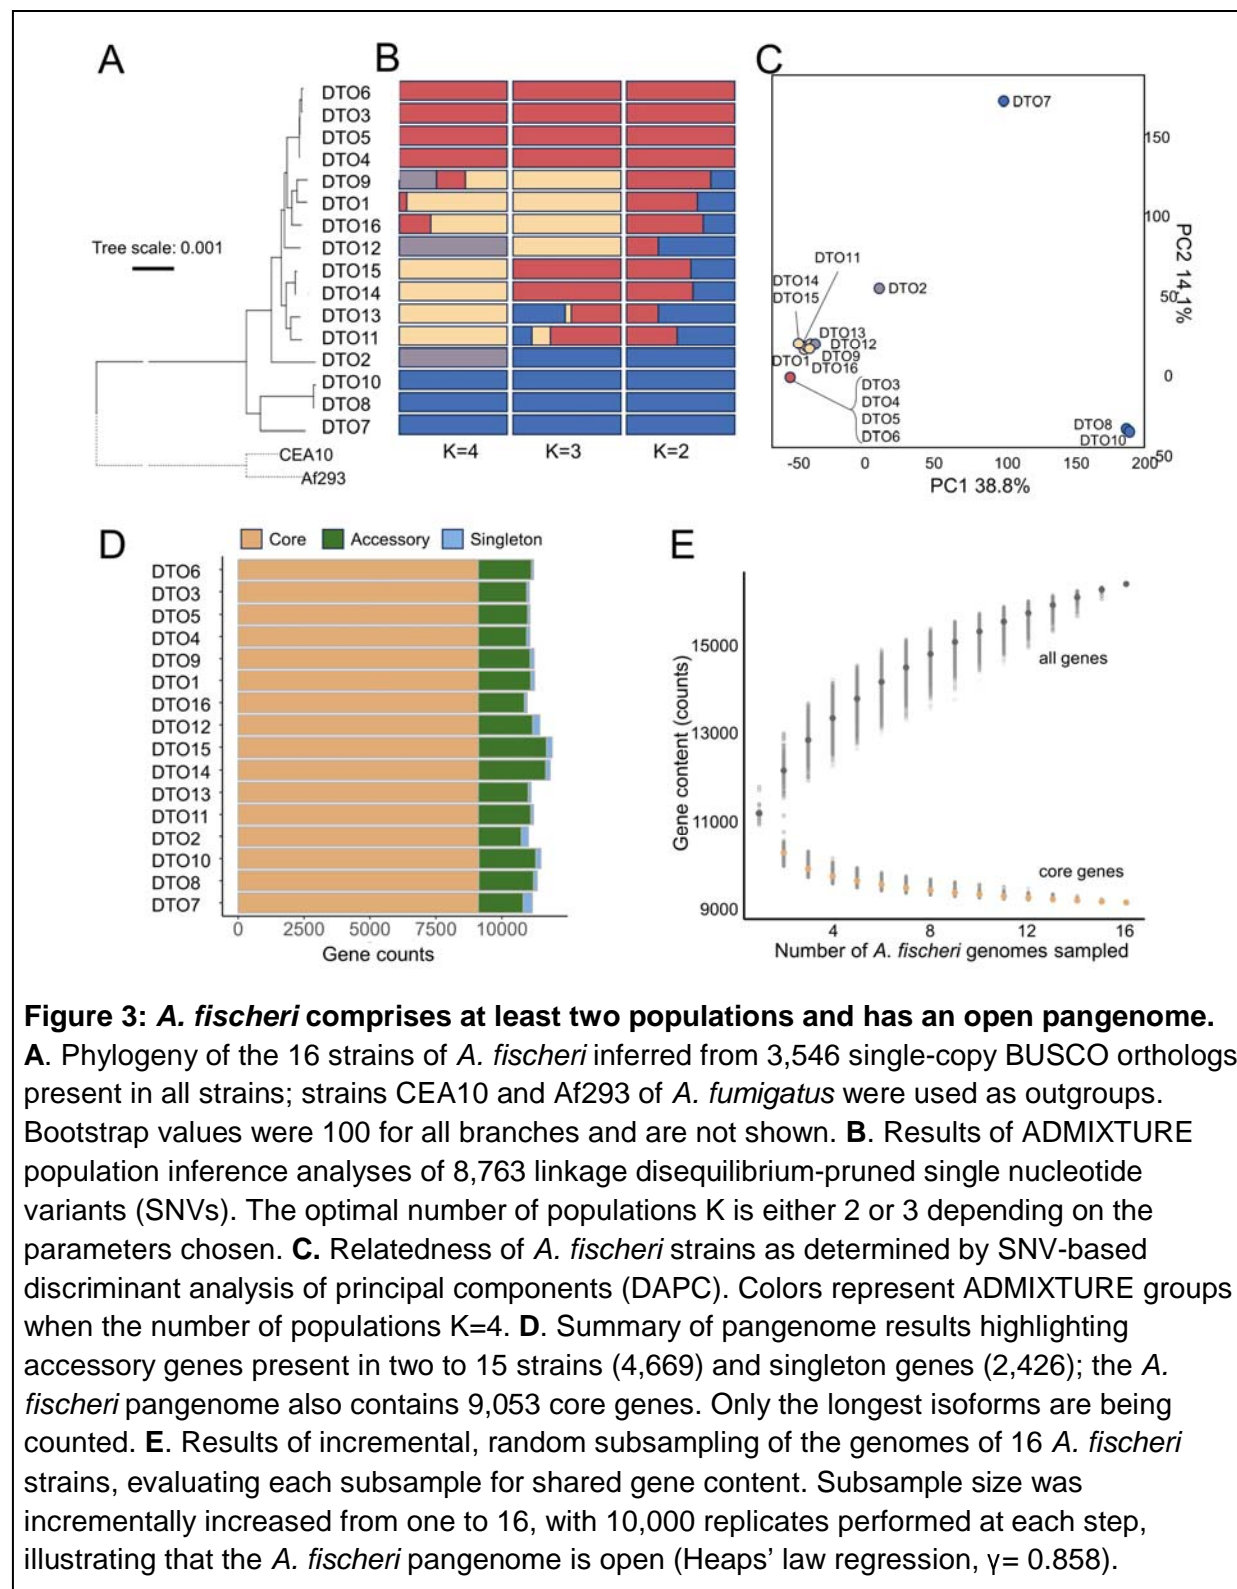 A
B
C
DTO6
DTO3
DTO5
DTO4
DTO9
DTO1
DTO16
DTO12
DTO15
DTO14
DTO13
DTO11
DTO2
DTO10
DTO8
DTO7
CEA10
Af293
Tree scale: 0.001
K=4
K=3
K=2
DTO7
DTO11
DTO14
DTO15
DTO2
DTO13
DTO12
DTO1
DTO9
DTO16
DTO3
DTO4
DTO5
DTO6
DTO8
DTO10
150
100
50
0
-50
PC2 14.1%
-50
0
50
100
150
200
PC1 38.8%
D
Core
Accessory
Singleton
DTO6
DTO3
DTO5
DTO4
DTO9
DTO1
DTO16
DTO12
DTO15
DTO14
DTO13
DTO11
DTO2
DTO10
DTO8
DTO7
0
2500
5000
7500
10000
Gene counts
E
Gene content (counts)
15000
13000
11000
9000
all genes
core genes
4
8
12
16
Number of A. fischeri genomes sampled
Figure 3: A. fischeri comprises at least two populations and has an open pangenome.
A. Phylogeny of the 16 strains of A. fischeri inferred from 3,546 single-copy BUSCO orthologs
present in all strains; strains CEA10 and Af293 of A. fumigatus were used as outgroups.
Bootstrap values were 100 for all branches and are not shown. B. Results of ADMIXTURE
population inference analyses of 8,763 linkage disequilibrium-pruned single nucleotide
variants (SNVs). The optimal number of populations K is either 2 or 3 depending on the
parameters chosen. C. Relatedness of A. fischeri strains as determined by SNV-based
discriminant analysis of principal components (DAPC). Colors represent ADMIXTURE groups
when the number of populations K=4. D. Summary of pangenome results highlighting
accessory genes present in two to 15 strains (4,669) and singleton genes (2,426); the A.
fischeri pangenome also contains 9,053 core genes. Only the longest isoforms are being
counted. E. Results of incremental, random subsampling of the genomes of 16 A. fischeri
strains, evaluating each subsample for shared gene content. Subsample size was
incrementally increased from one to 16, with 10,000 replicates performed at each step,
illustrating that the A. fischeri pangenome is open (Heaps’ law regression, γ= 0.858).